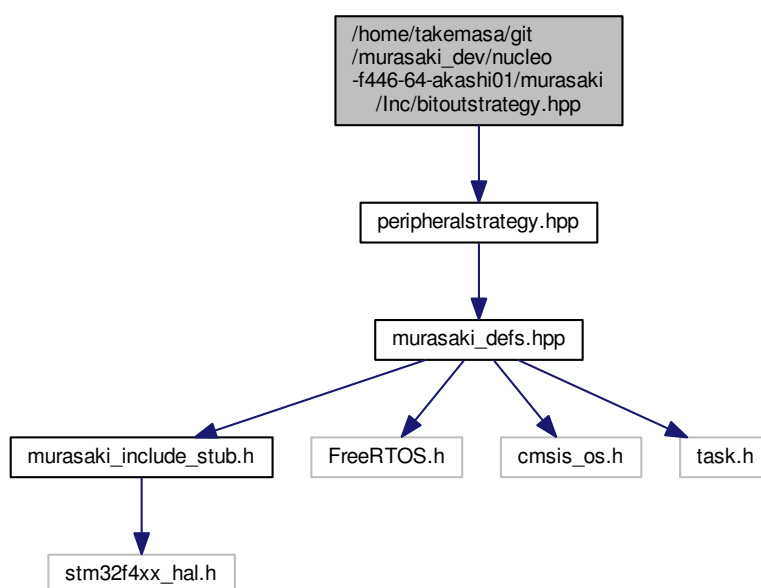 /home/takemasa/git
/murasaki_dev/nucleo
-f446-64-akashi01/murasaki
/Inc/bitoutstrategy.hpp
peripheralstrategy.hpp
murasaki_defs.hpp
murasaki_include_stub.h
FreeRTOS.h
cmsis_os.h
task.h
stm32f4xx_hal.h